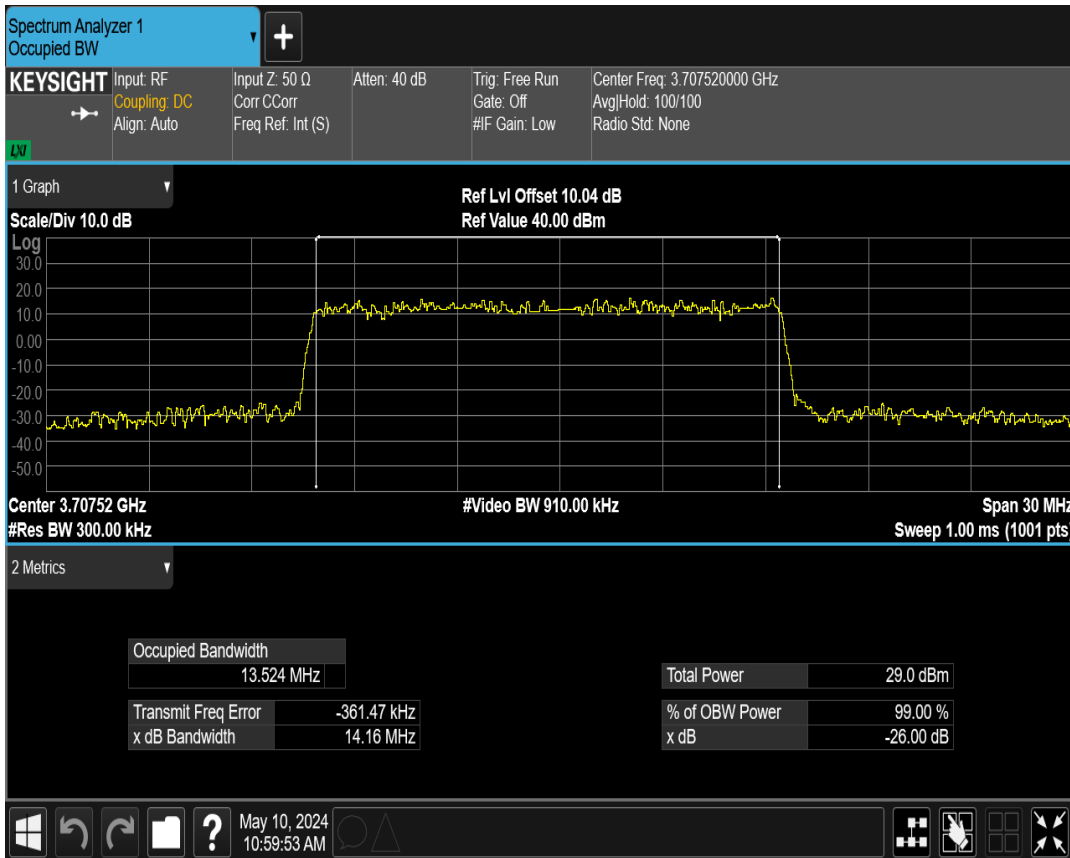 Spectrum Analyzer 1
Occupied BW
KEYSIGHT
LXI
Input: RF
Coupling: DC
Align: Auto
Input Z: 50 Ω
Corr CCorr
Freq Ref: Int (S)
Atten: 40 dB
Trig: Free Run
Gate: Off
#IF Gain: Low
Center Freq: 3.707520000 GHz
Avg|Hold: 100/100
Radio Std: None
1 Graph
Scale/Div 10.0 dB
Ref Lvl Offset 10.04 dB
Ref Value 40.00 dBm
Log
30.0
20.0
10.0
0.00
-10.0
-20.0
-30.0
-40.0
-50.0
Center 3.70752 GHz
#Res BW 300.00 kHz
#Video BW 910.00 kHz
Span 30 MHz
Sweep 1.00 ms (1001 pts)
2 Metrics
Occupied Bandwidth
13.524 MHz
Transmit Freq Error -361.47 kHz
x dB Bandwidth 14.16 MHz
Total Power 29.0 dBm
% of OBW Power 99.00 %
x dB -26.00 dB
May 10, 2024
10:59:53 AM